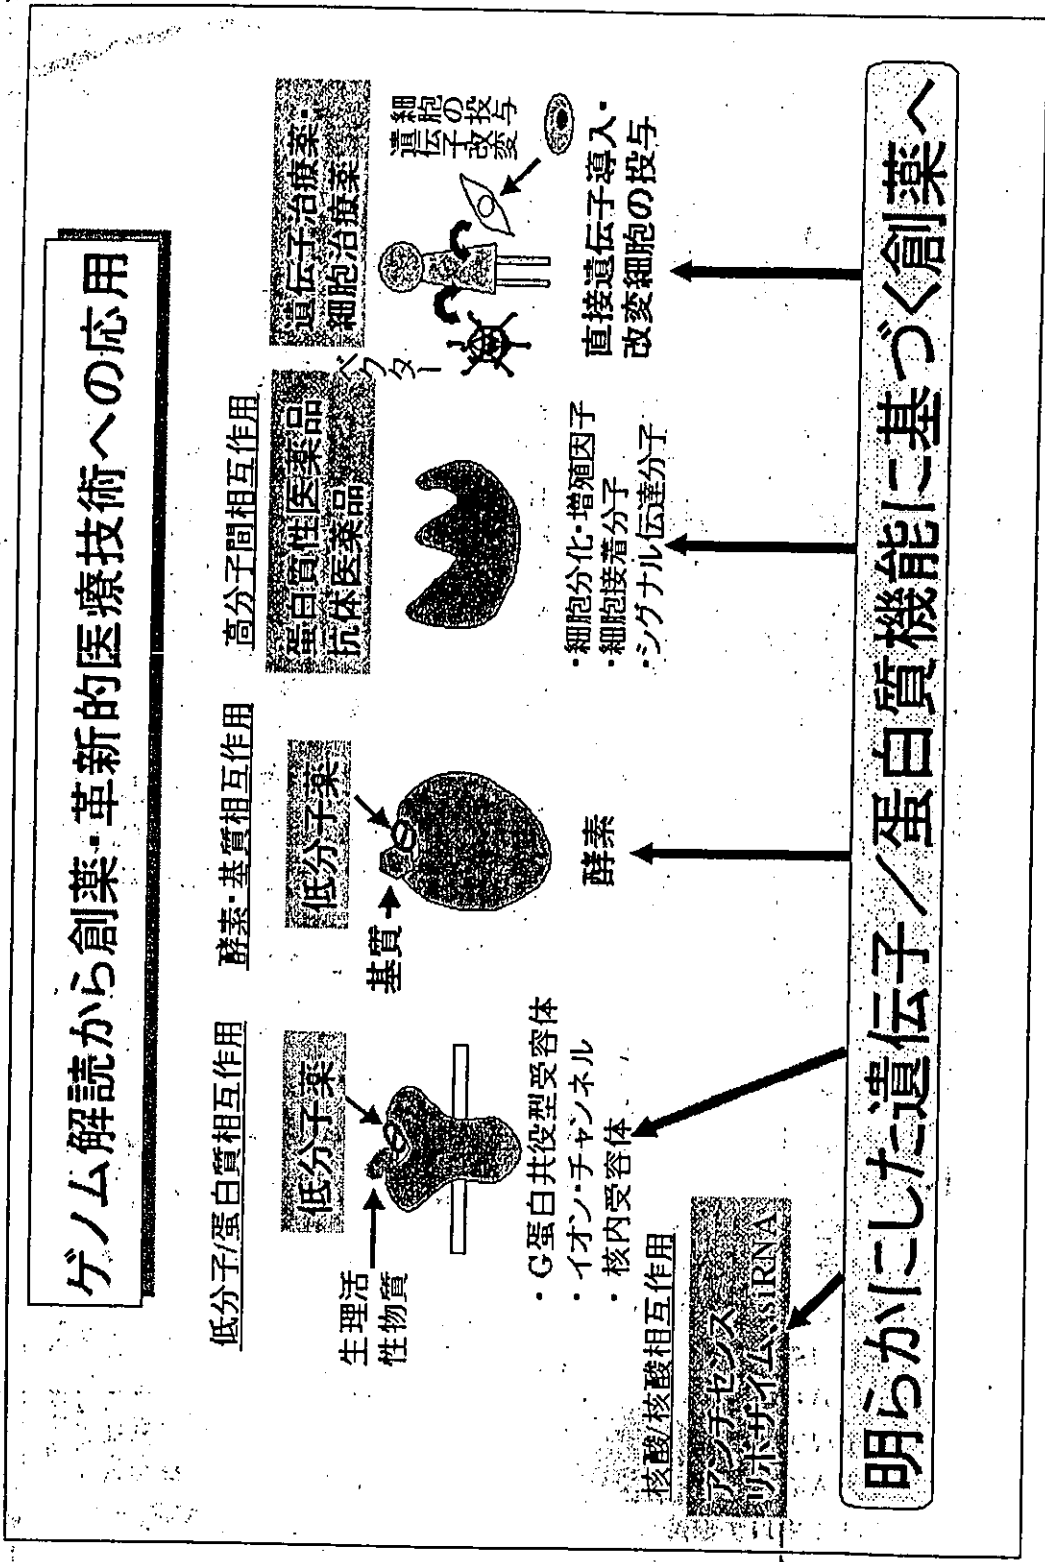 ゲノム解読から創薬・革新的医療技術への応用
低分子/蛋白質相互作用
低分子薬
生理活
性物質
・G蛋白共役型受容体
・イオン・チャンネル
・核内受容体
酵素・基質相互作用
低分子薬
基質
酵素
高分子間相互作用
蛋白質性医薬品
抗体医薬品
・細胞分化・増殖因子
・細胞接着分子
・シグナル伝達分子
遺伝子治療薬・
細胞治療薬
ベクター
遺伝子改変
細胞の投与
直接遺伝子導入・
改変細胞の投与
核酸/核酸相互作用
アンチセンス
リボザイム、siRNA
明らかにした遺伝子/蛋白質機能に基づく創薬へ